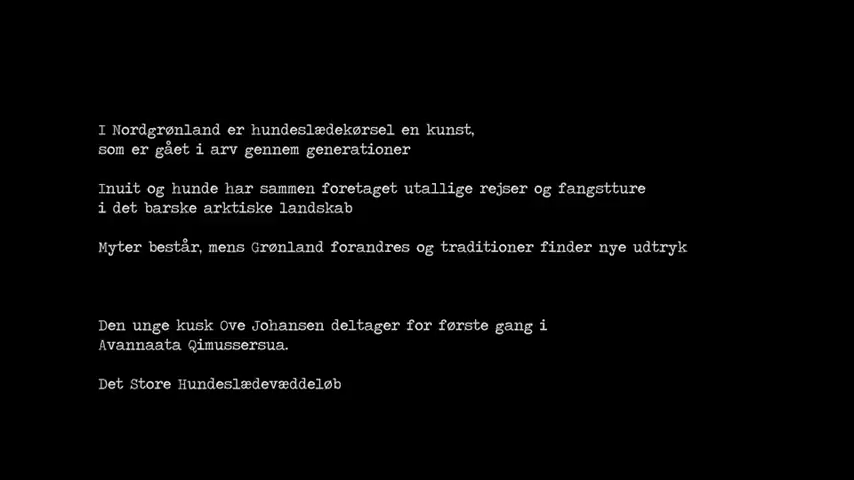 I Nordgrønland er hundeslædekørsel en kunst,
som er gået i arv gennem generationer
Inuit og hunde har sammen foretaget utallige rejser og fangstture
i det barske arktiske landskab
Myter består, mens Grønland forandres og traditioner finder nye udtryk
Den unge kusk Ove Johansen deltager for første gang i
Avannaata Qimussersua.
Det Store Hundeslædevæddeløb